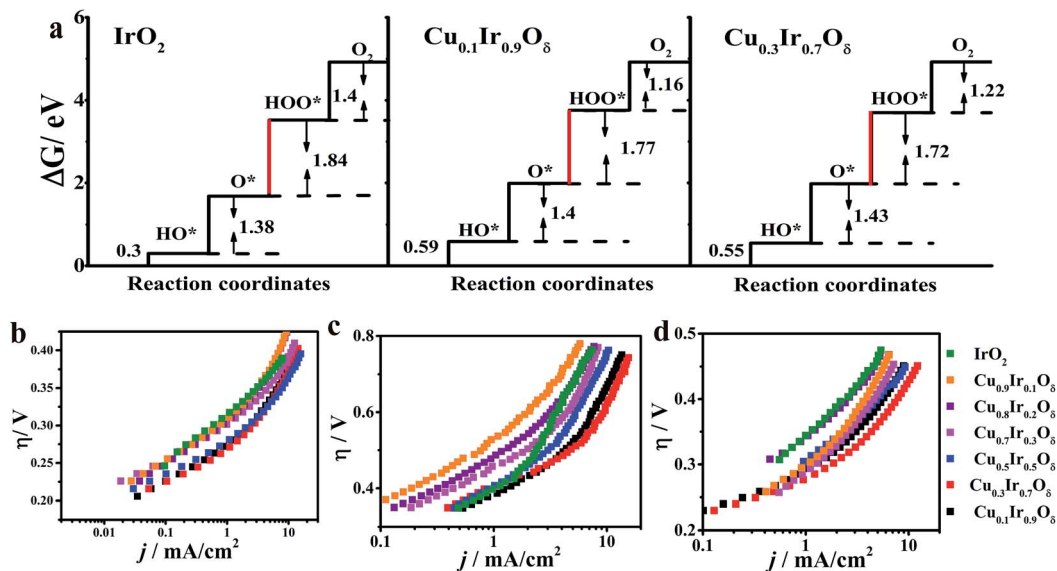 a
IrO₂
Cu₀.₁Ir₀.₉Oδ
Cu₀.₃Ir₀.₇Oδ
ΔG/ eV
6
4
2
0
O₂
1.4
HOO*
1.84
O*
1.38
HO*
0.3
O₂
1.16
HOO*
1.77
O*
1.4
HO*
0.59
O₂
1.22
HOO*
1.72
O*
1.43
HO*
0.55
Reaction coordinates
Reaction coordinates
Reaction coordinates
b
η/ V
0.40
0.35
0.30
0.25
0.20
0.01
0.1
1
10
j / mA/cm²
c
η / V
0.8
0.6
0.4
0.1
1
10
j / mA/cm²
d
η / V
0.5
0.4
0.3
0.2
0.1
1
10
j / mA/cm²
IrO₂
Cu₀.₉Ir₀.₁Oδ
Cu₀.₈Ir₀.₂Oδ
Cu₀.₇Ir₀.₃Oδ
Cu₀.₅Ir₀.₅Oδ
Cu₀.₃Ir₀.₇Oδ
Cu₀.₁Ir₀.₉Oδ